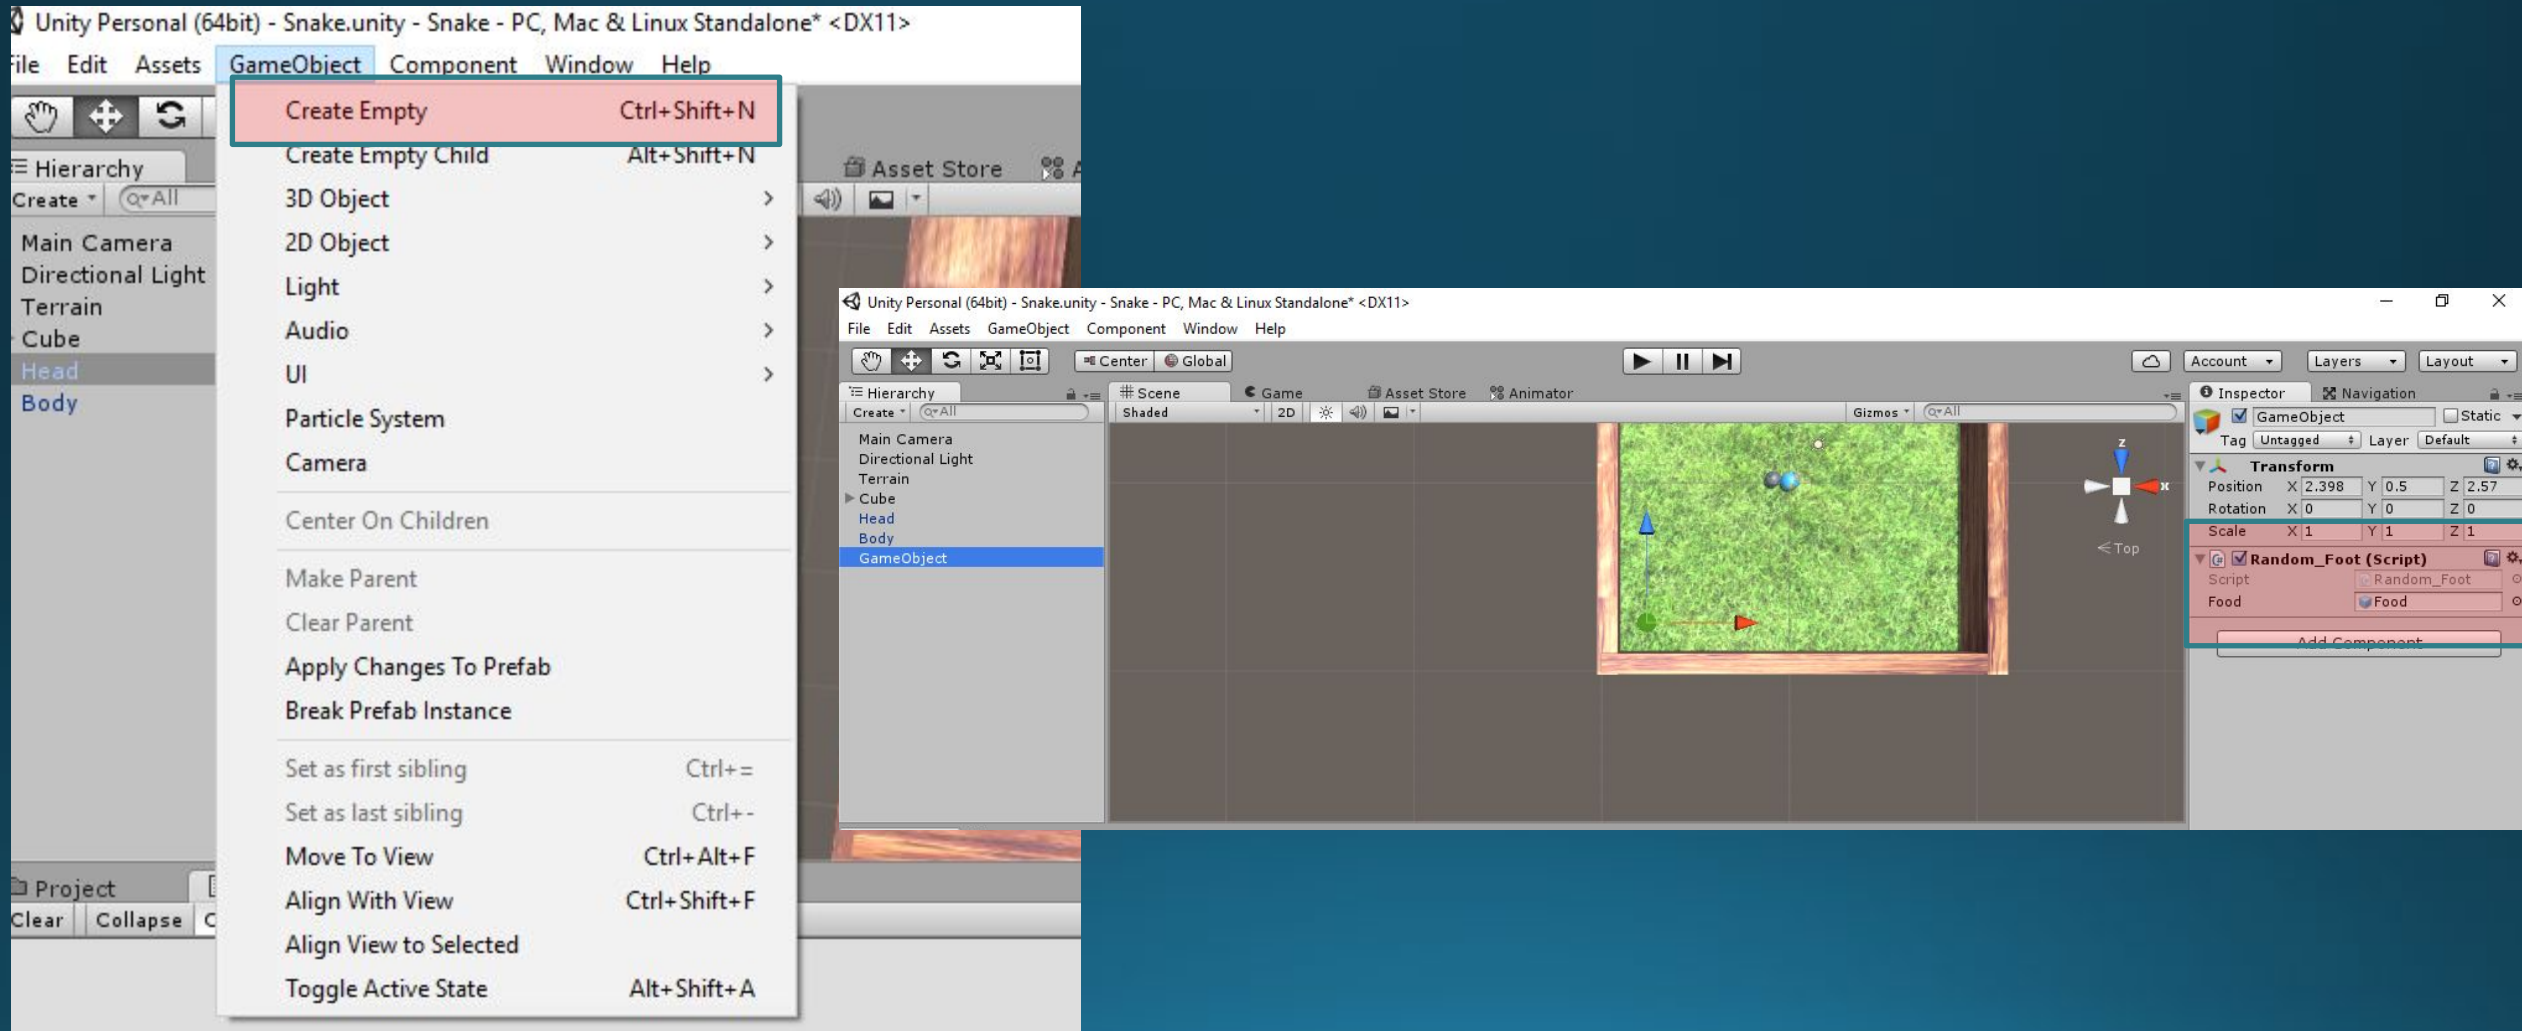 Unity Personal (64bit) - Snake.unity - Snake - PC, Mac & Linux Standalone* <DX11>
File Edit Assets GameObject Component Window Help
Create Empty Ctrl+Shift+N
Create Empty Child Alt+Shift+N
3D Object
2D Object
Light
Audio
UI
Particle System
Camera
Center On Children
Make Parent
Clear Parent
Apply Changes To Prefab
Break Prefab Instance
Set as first sibling Ctrl+=
Set as last sibling Ctrl+-
Move To View Ctrl+Alt+F
Align With View Ctrl+Shift+F
Align View to Selected
Toggle Active State Alt+Shift+A
Hierarchy
Create All
Main Camera
Directional Light
Terrain
Cube
Head
Body
Asset Store
Project
Clear Collapse
Unity Personal (64bit) - Snake.unity - Snake - PC, Mac & Linux Standalone* <DX11>
File Edit Assets GameObject Component Window Help
Center Global
Account Layers Layout
Hierarchy
Create All
Main Camera
Directional Light
Terrain
Cube
Head
Body
GameObject
Scene Game Asset Store Animator
Shaded 2D Gizmos All
z
x
Top
Inspector Navigation
GameObject Static
Tag Untagged Layer Default
Transform
Position X 2.398 Y 0.5 Z 2.57
Rotation X 0 Y 0 Z 0
Scale X 1 Y 1 Z 1
Random_Foot (Script)
Script Random_Foot
Food Food
Add Component